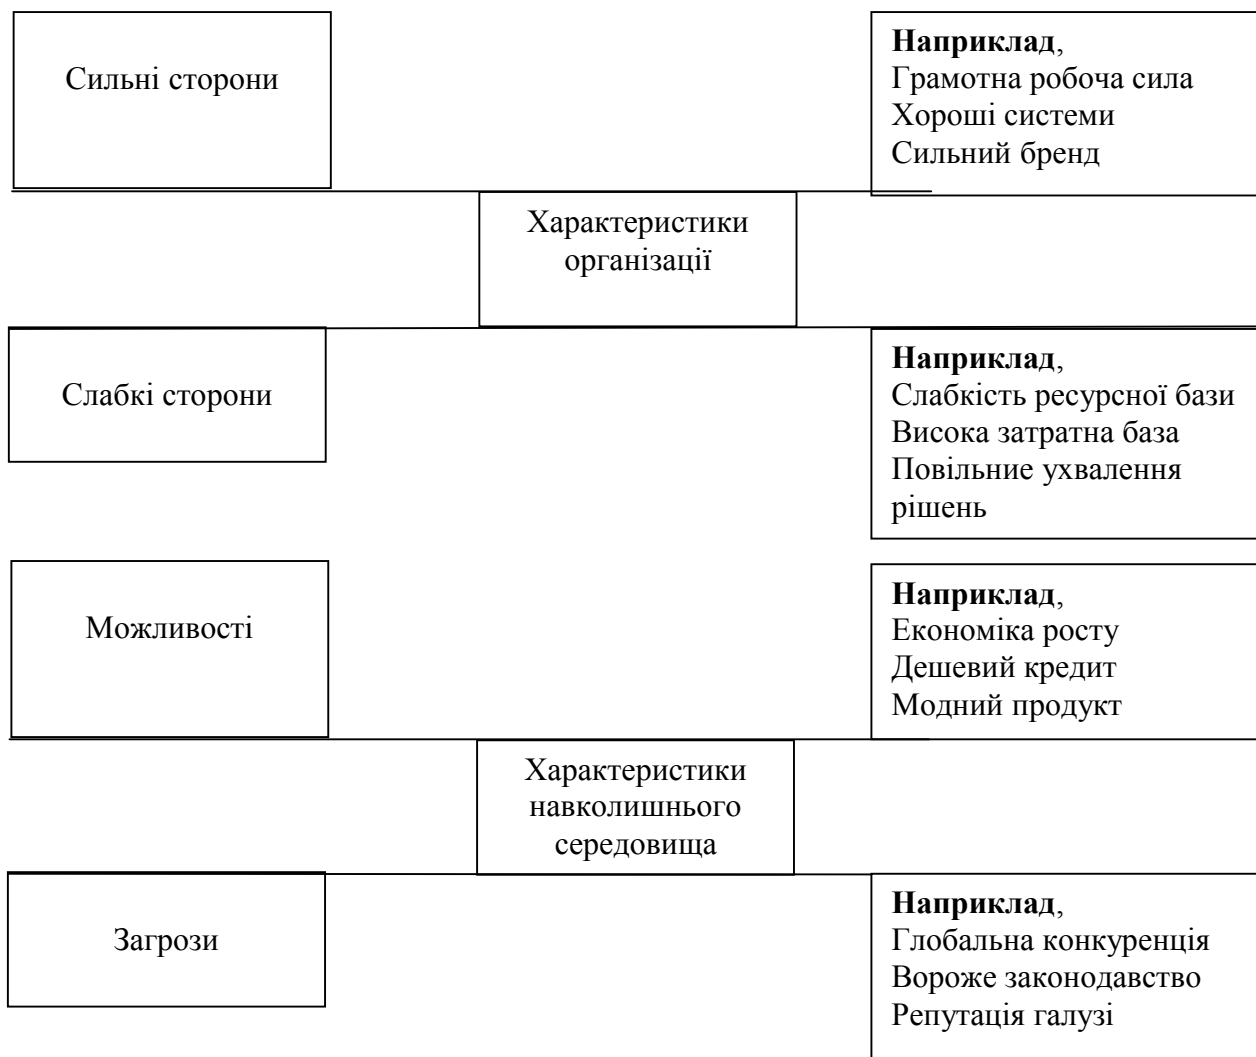 Сильні сторони
Наприклад,
Грамотна робоча сила
Хороші системи
Сильний бренд
Характеристики
організації
Слабкі сторони
Наприклад,
Слабкість ресурсної бази
Висока затратна база
Повільние ухвалення
рішень
Можливості
Наприклад,
Економіка росту
Дешевий кредит
Модний продукт
Характеристики
навколишнього
середовища
Загрози
Наприклад,
Глобальна конкуренція
Вороже законодавство
Репутація галузі